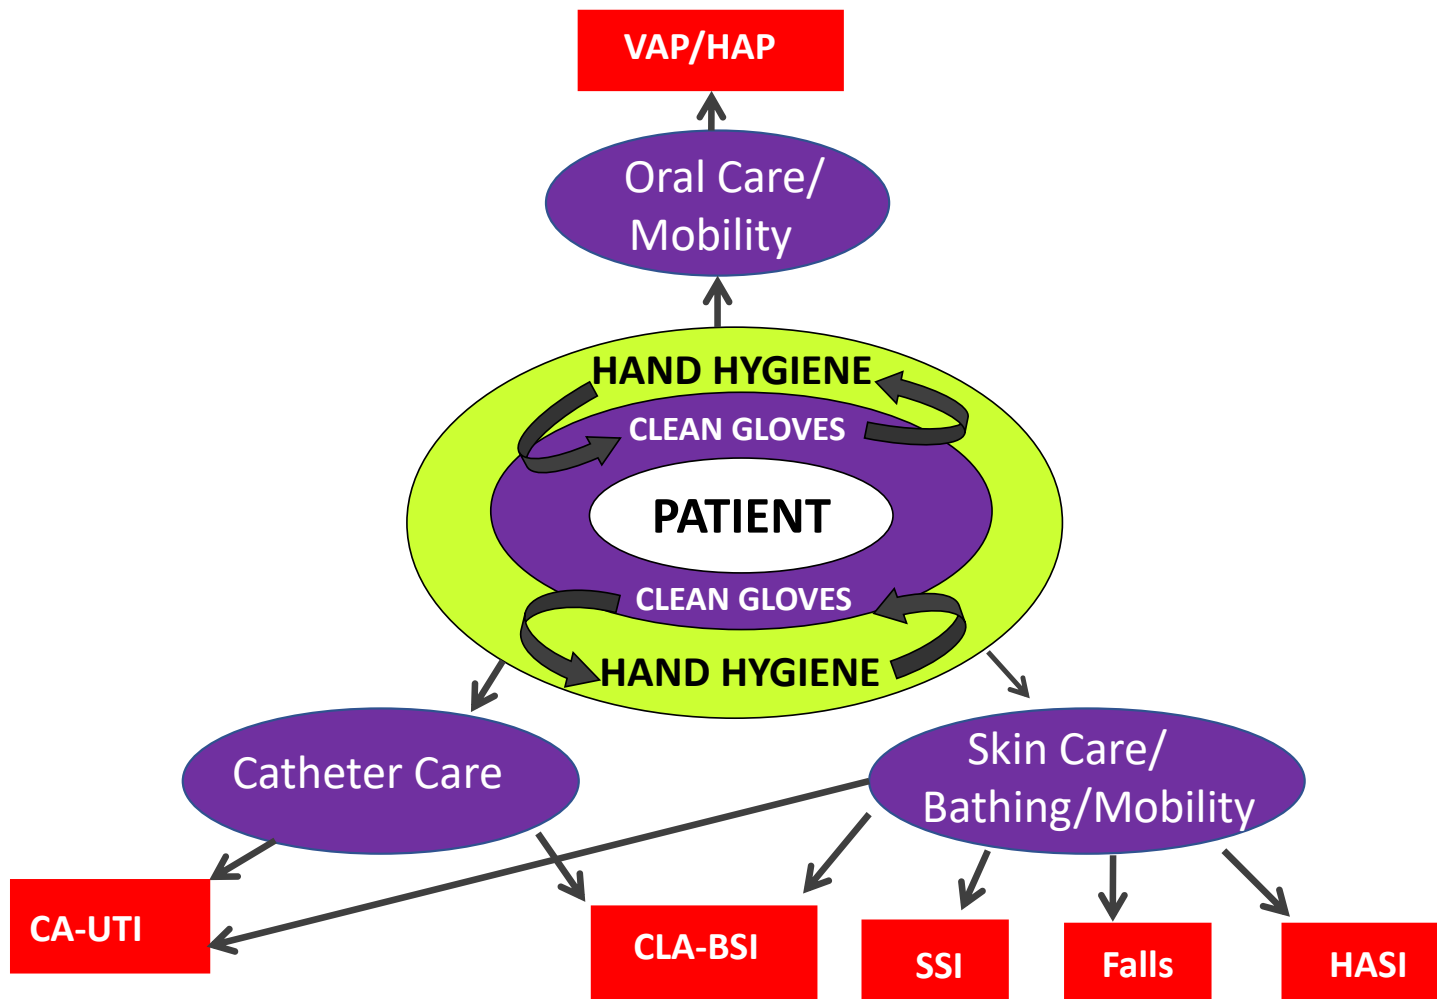 VAP/HAP
Oral Care/
Mobility
HAND HYGIENE
CLEAN GLOVES
PATIENT
CLEAN GLOVES
HAND HYGIENE
Catheter Care
Skin Care/
Bathing/Mobility
CA-UTI
CLA-BSI
SSI
Falls
HASI